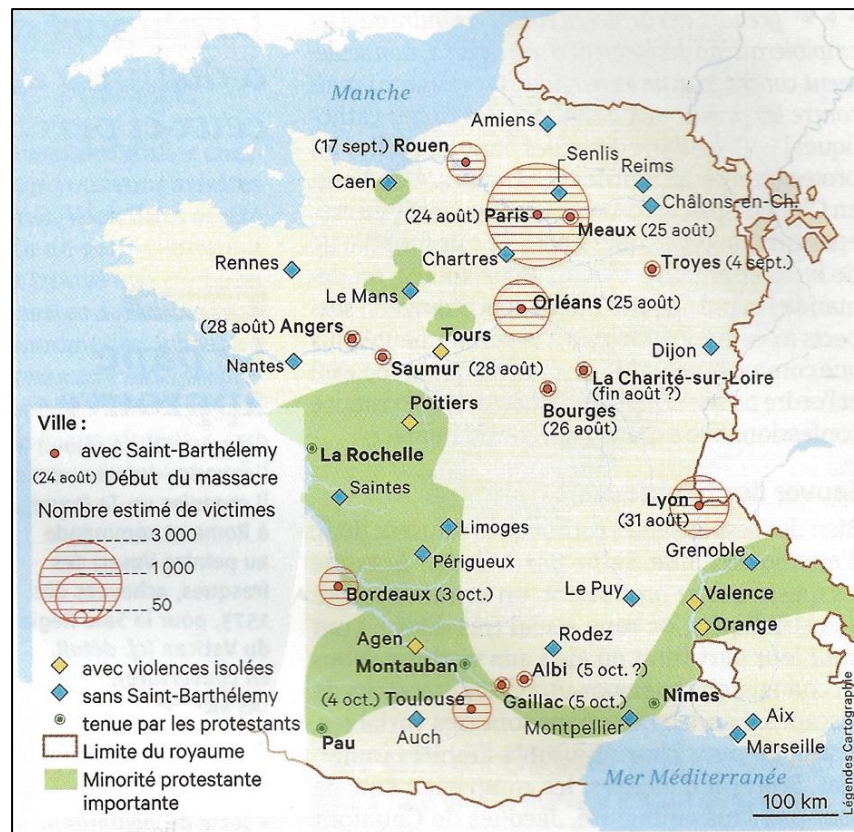 Manche
Amiens
(17 sept.) Rouen
Senlis
Reims
Caen
(24 août) Paris
Châlons-en-Ch.
Meaux (25 août)
Chartres
Troyes (4 sept.)
Rennes
Le Mans
Orléans
(25 août)
(28 août) Angers
Tours
Dijon
Nantes
Saumur (28 août)
La Charité-sur-Loire
(fin août ?)
Bourges
(26 août)
Poitiers
La Rochelle
Saintes
Lyon
(31 août)
Limoges
Grenoble
Périgueux
Le Puy
Valence
Bordeaux (3 oct.)
Orange
Agen
Rodez
Montauban
Albi (5 oct. ?)
Nîmes
(4 oct.) Toulouse
Gaillac (5 oct.)
Auch
Montpellier
Aix
Pau
Marseille
Mer Méditerranée
100 km
Légendes Cartographie
Ville :
avec Saint-Barthélemy
(24 août) Début du massacre
Nombre estimé de victimes
3 000
1 000
50
avec violences isolées
sans Saint-Barthélemy
tenue par les protestants
Limite du royaume
Minorité protestante
importante